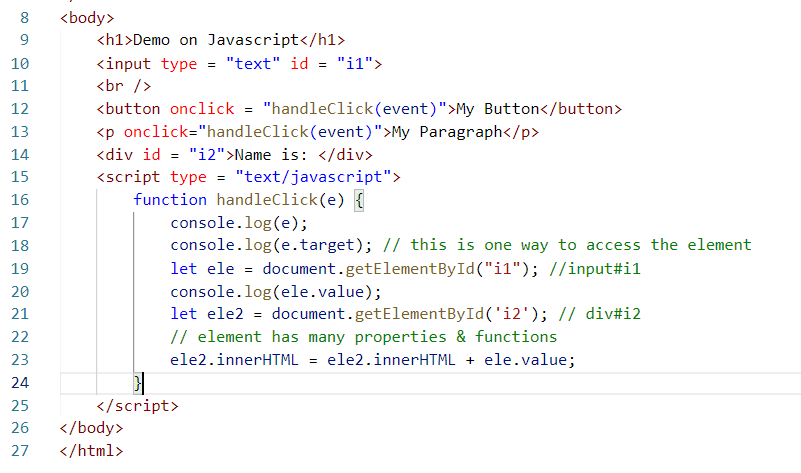 8 <body>
9     <h1>Demo on Javascript</h1>
10     <input type = "text" id = "i1">
11     <br />
12     <button onclick = "handleClick(event)">My Button</button>
13     <p onclick="handleClick(event)">My Paragraph</p>
14     <div id = "i2">Name is: </div>
15     <script type = "text/javascript">
16         function handleClick(e) {
17             console.log(e);
18             console.log(e.target); // this is one way to access the element
19             let ele = document.getElementById("i1"); //input#i1
20             console.log(ele.value);
21             let ele2 = document.getElementById('i2'); // div#i2
22             // element has many properties & functions
23             ele2.innerHTML = ele2.innerHTML + ele.value;
24         }
25     </script>
26 </body>
27 </html>